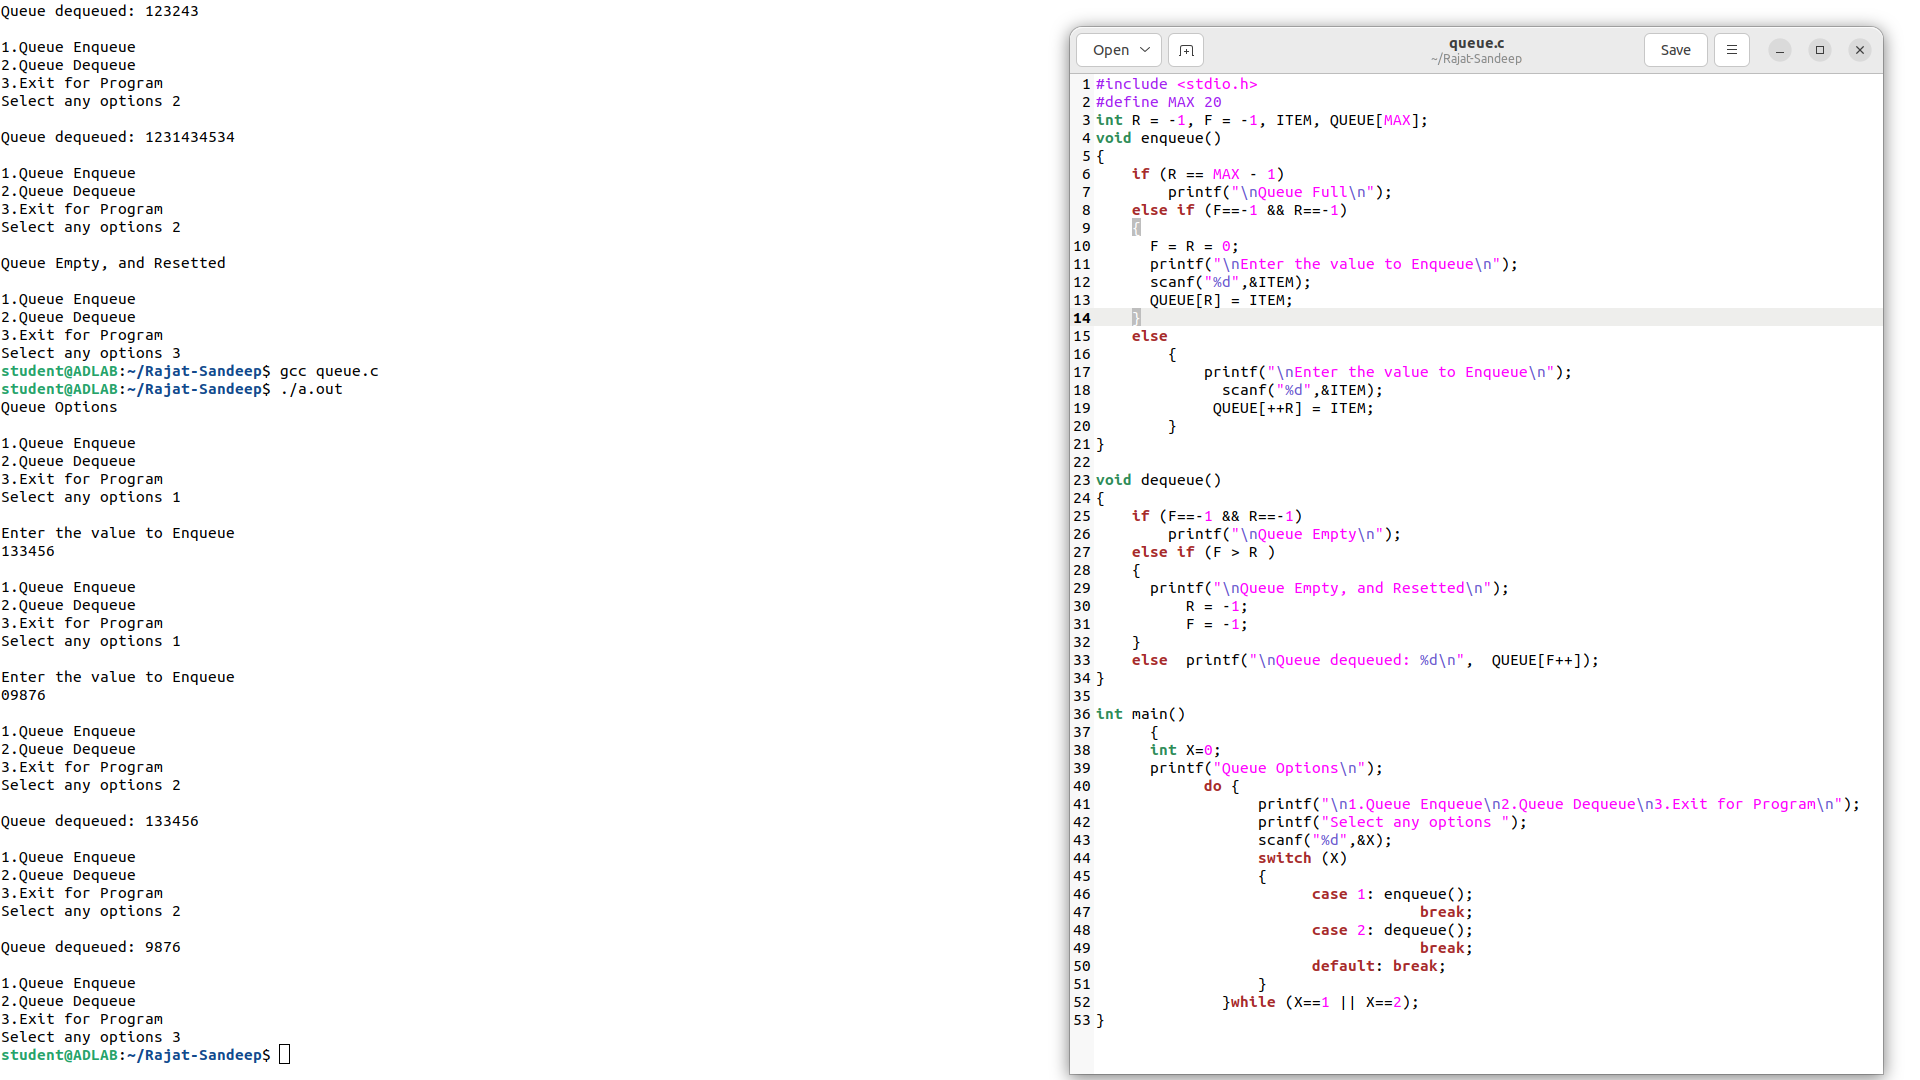 Queue dequeued: 123243
1.Queue Enqueue
2.Queue Dequeue
3.Exit for Program
Select any options 2
Queue dequeued: 1231434534
1.Queue Enqueue
2.Queue Dequeue
3.Exit for Program
Select any options 2
Queue Empty, and Resetted
1.Queue Enqueue
2.Queue Dequeue
3.Exit for Program
Select any options 3
student@ADLAB:~/Rajat-Sandeep$ gcc queue.c
student@ADLAB:~/Rajat-Sandeep$ ./a.out
Queue Options
1.Queue Enqueue
2.Queue Dequeue
3.Exit for Program
Select any options 1
Enter the value to Enqueue
133456
1.Queue Enqueue
2.Queue Dequeue
3.Exit for Program
Select any options 1
Enter the value to Enqueue
09876
1.Queue Enqueue
2.Queue Dequeue
3.Exit for Program
Select any options 2
Queue dequeued: 133456
1.Queue Enqueue
2.Queue Dequeue
3.Exit for Program
Select any options 2
Queue dequeued: 9876
1.Queue Enqueue
2.Queue Dequeue
3.Exit for Program
Select any options 3
student@ADLAB:~/Rajat-Sandeep$
Open
queue.c
~/Rajat-Sandeep
Save
1 #include <stdio.h>
2 #define MAX 20
3 int R = -1, F = -1, ITEM, QUEUE[MAX];
4 void enqueue()
5 {
6     if (R == MAX - 1)
7         printf("\nQueue Full\n");
8     else if (F==-1 && R==-1)
9     {
10       F = R = 0;
11       printf("\nEnter the value to Enqueue\n");
12       scanf("%d",&ITEM);
13       QUEUE[R] = ITEM;
14     }
15     else
16         {
17             printf("\nEnter the value to Enqueue\n");
18               scanf("%d",&ITEM);
19              QUEUE[++R] = ITEM;
20         }
21 }
22
23 void dequeue()
24 {
25     if (F==-1 && R==-1)
26         printf("\nQueue Empty\n");
27     else if (F > R )
28     {
29       printf("\nQueue Empty, and Resetted\n");
30           R = -1;
31           F = -1;
32     }
33     else  printf("\nQueue dequeued: %d\n",  QUEUE[F++]);
34 }
35
36 int main()
37       {
38       int X=0;
39       printf("Queue Options\n");
40             do {
41                   printf("\n1.Queue Enqueue\n2.Queue Dequeue\n3.Exit for Program\n");
42                   printf("Select any options ");
43                   scanf("%d",&X);
44                   switch (X)
45                   {
46                         case 1: enqueue();
47                                     break;
48                         case 2: dequeue();
49                                     break;
50                         default: break;
51                   }
52               }while (X==1 || X==2);
53 }